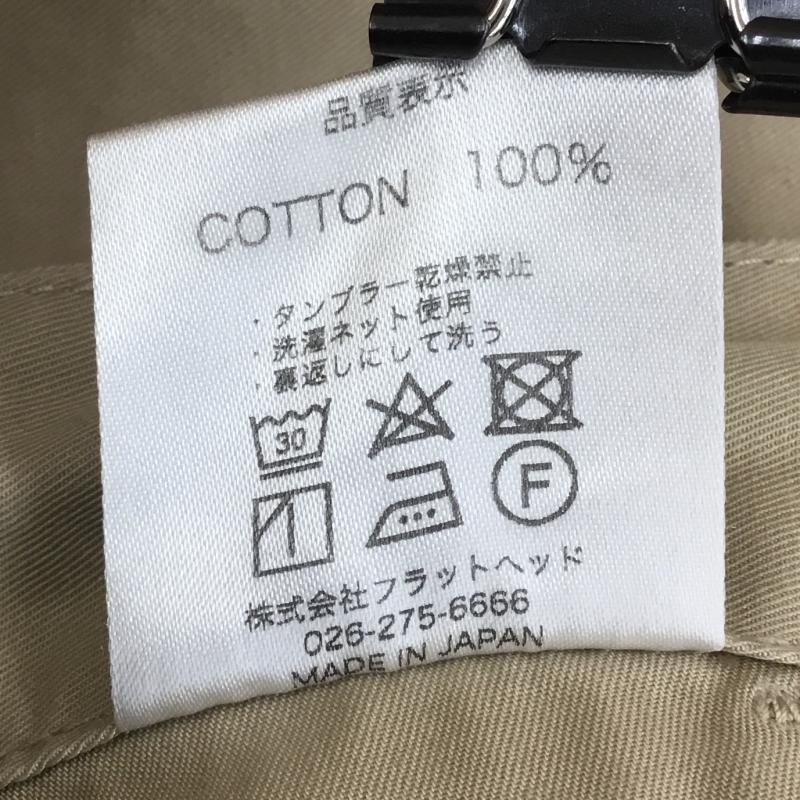 品質表示
COTTON 100%
・タンブラー乾燥禁止
・洗濯ネット使用
・裏返しにして洗う
30
F
株式会社フラットヘッド
026-275-6666
MADE IN JAPAN